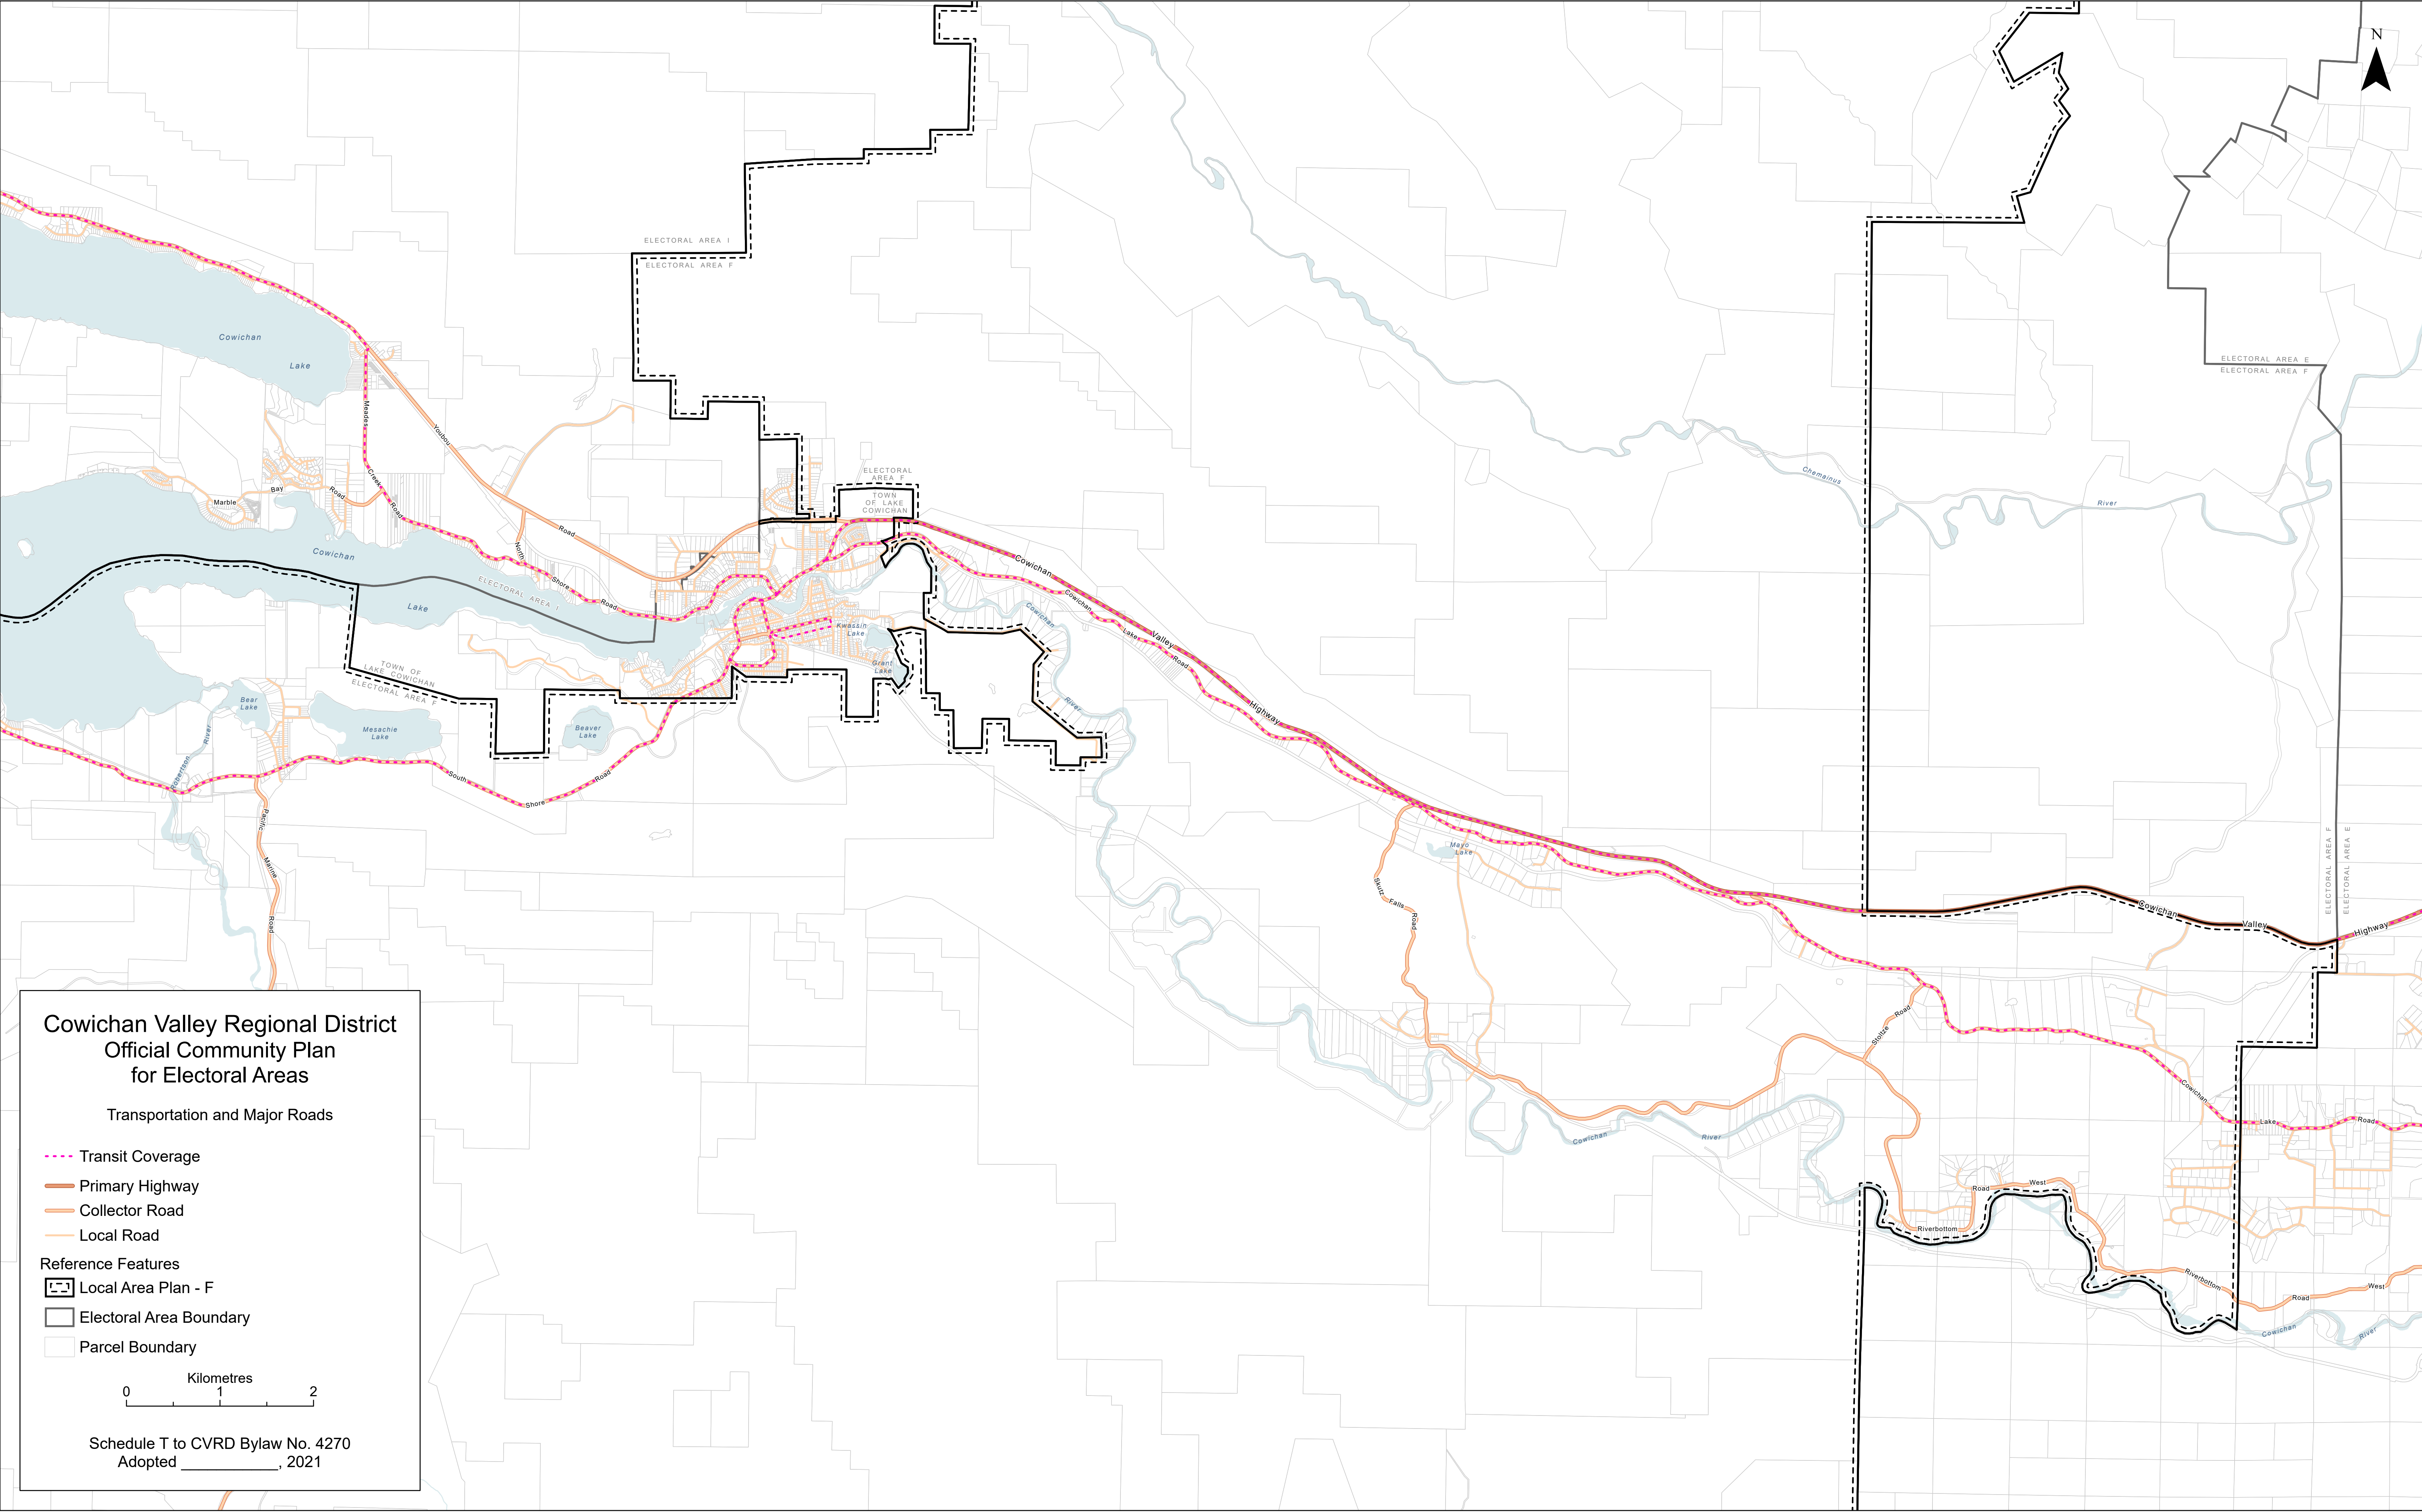 N
ELECTORAL AREA I
ELECTORAL AREA F
Cowichan
Lake
ELECTORAL AREA E
ELECTORAL AREA F
Meades
Creek
Road
Youbou
Road
Marble
Bay
Road
ELECTORAL
AREA F
TOWN
OF LAKE
COWICHAN
Chemainus
River
North
Shore
Road
Cowichan
Lake
ELECTORAL AREA I
Cowichan
Valley
Highway
Cowichan
Lake
Road
Cowichan
River
Kwassin
Lake
Grant
Lake
TOWN OF
LAKE COWICHAN
ELECTORAL AREA F
Bear
Lake
Mesachie
Lake
Beaver
Lake
Robertson
River
South
Shore
Road
Pacific
Marine
Road
Mayo
Lake
Skutz
Falls
Road
ELECTORAL AREA F
ELECTORAL AREA E
Cowichan
Valley
Highway
Stoltze
Road
Cowichan
Lake
Road
Cowichan
River
Riverbottom
Road
West
Riverbottom
Road
West
Cowichan
River
Cowichan Valley Regional District
Official Community Plan
for Electoral Areas
Transportation and Major Roads
Transit Coverage
Primary Highway
Collector Road
Local Road
Reference Features
Local Area Plan - F
Electoral Area Boundary
Parcel Boundary
Kilometres
0 1 2
Schedule T to CVRD Bylaw No. 4270
Adopted ___________, 2021